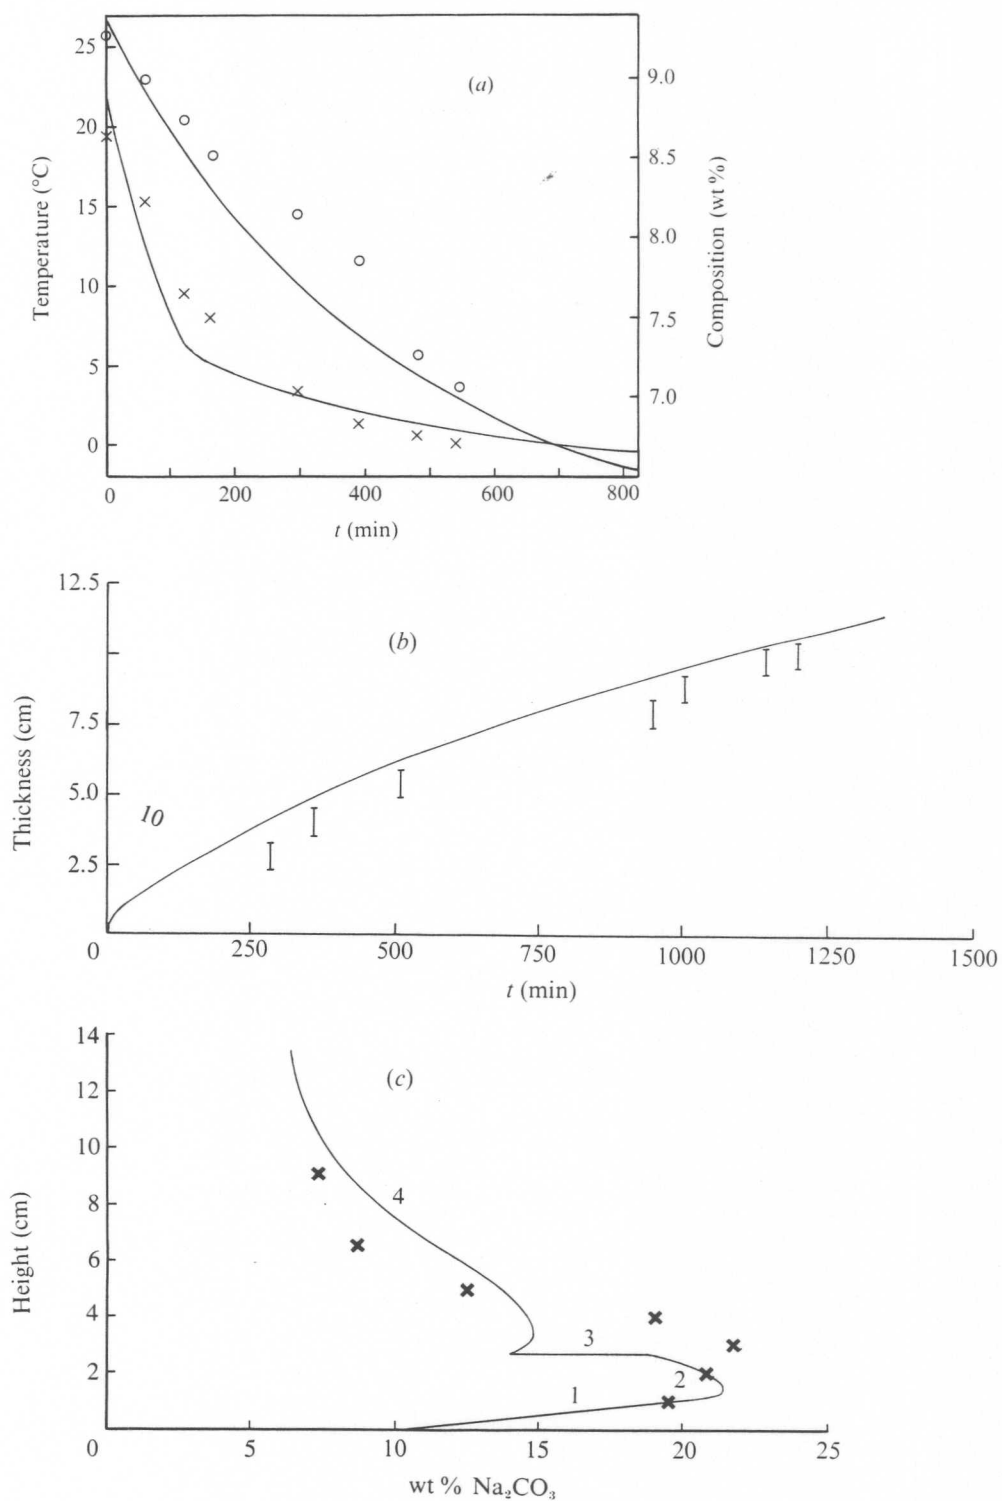 (a)
Temperature (°C)
25
20
15
10
5
0
9.0
8.5
8.0
7.5
7.0
Composition (wt %)
0 200 400 600 800
t (min)
(b)
Thickness (cm)
12.5
7.5
5.0
2.5
10
0 250 500 750 1000 1250 1500
t (min)
(c)
Height (cm)
14
12
10
8
6
4
2
0
4
3
2
1
5 10 15 20 25
wt % Na₂CO₃